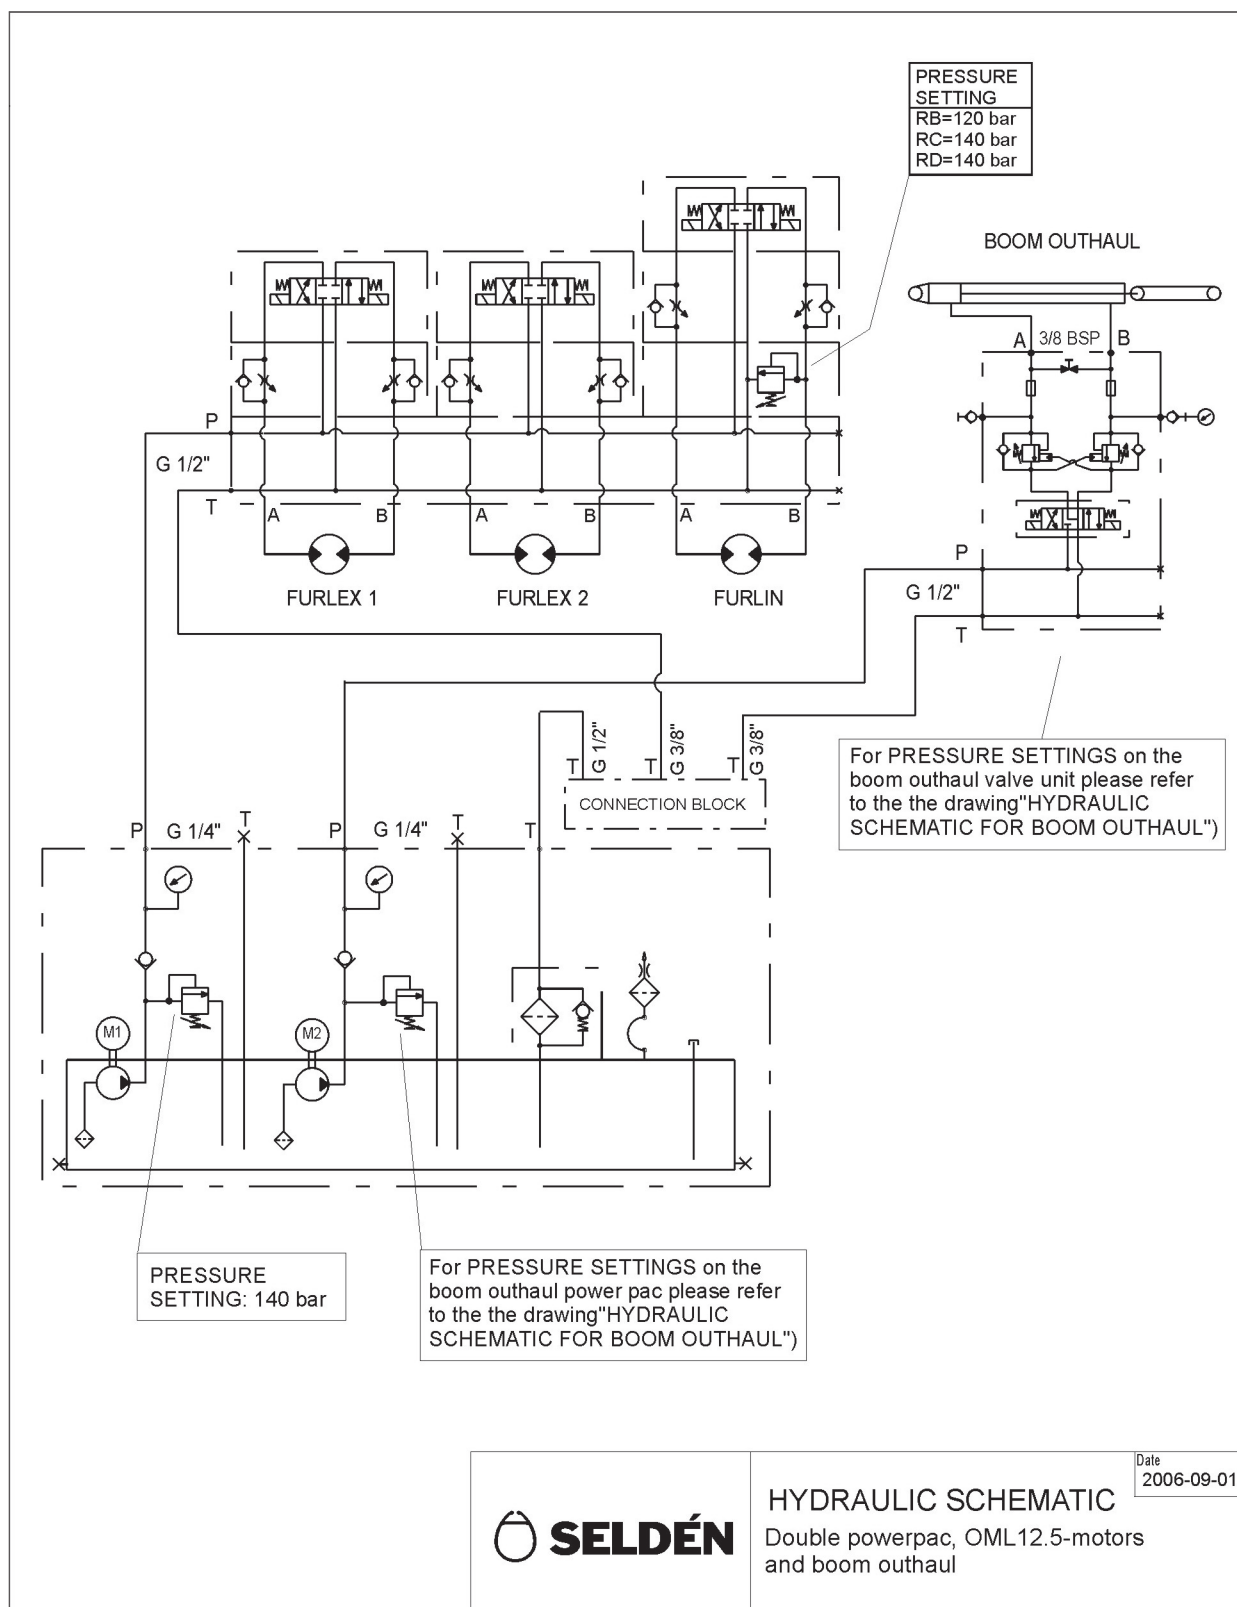 PRESSURE
SETTING
RB=120 bar
RC=140 bar
RD=140 bar
BOOM OUTHAUL
A 3/8 BSP B
P
G 1/2"
T
A B A B A B
FURLEX 1 FURLEX 2 FURLIN
P
G 1/2"
T
For PRESSURE SETTINGS on the
boom outhaul valve unit please refer
to the the drawing"HYDRAULIC
SCHEMATIC FOR BOOM OUTHAUL")
T G 1/2" T G 3/8" T G 3/8"
CONNECTION BLOCK
P G 1/4" T P G 1/4" T T
M1 M2
PRESSURE
SETTING: 140 bar
For PRESSURE SETTINGS on the
boom outhaul power pac please refer
to the the drawing"HYDRAULIC
SCHEMATIC FOR BOOM OUTHAUL")
SELDÉN
HYDRAULIC SCHEMATIC
Double powerpac, OML12.5-motors
and boom outhaul
Date
2006-09-01